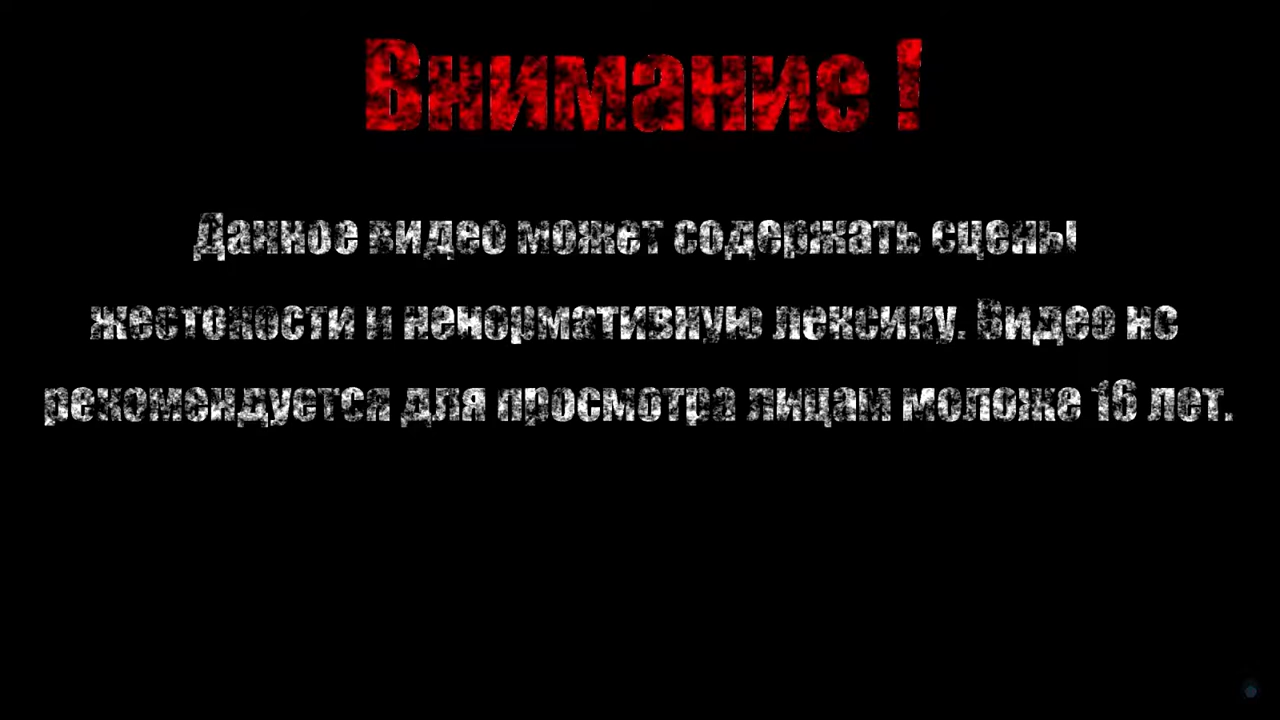 Внимание !
Данное видео может содержать сцены
жестокости и ненормативную лексику. Видео не
рекомендуется для просмотра лицам моложе 16 лет.